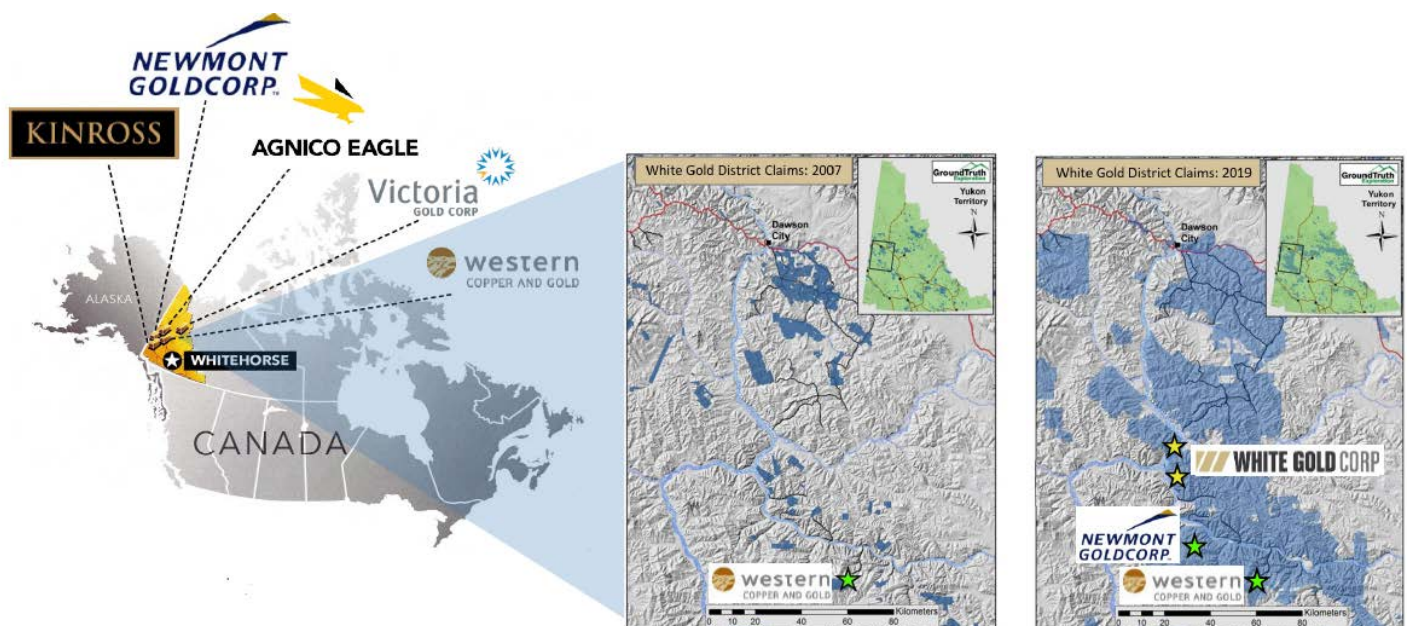 NEWMONT
GOLDCORP™
KINROSS
AGNICO EAGLE
Victoria
GOLD CORP
western
COPPER AND GOLD
ALASKA
WHITEHORSE
CANADA
White Gold District Claims: 2007
GroundTruth
Exploration
Yukon
Territory
N
Dawson
City
western
COPPER AND GOLD
Kilometers
0 10 20 40 60 80
White Gold District Claims: 2019
GroundTruth
Exploration
Yukon
Territory
N
Dawson
City
WHITE GOLD CORP
NEWMONT
GOLDCORP™
western
COPPER AND GOLD
Kilometers
0 10 20 40 60 80